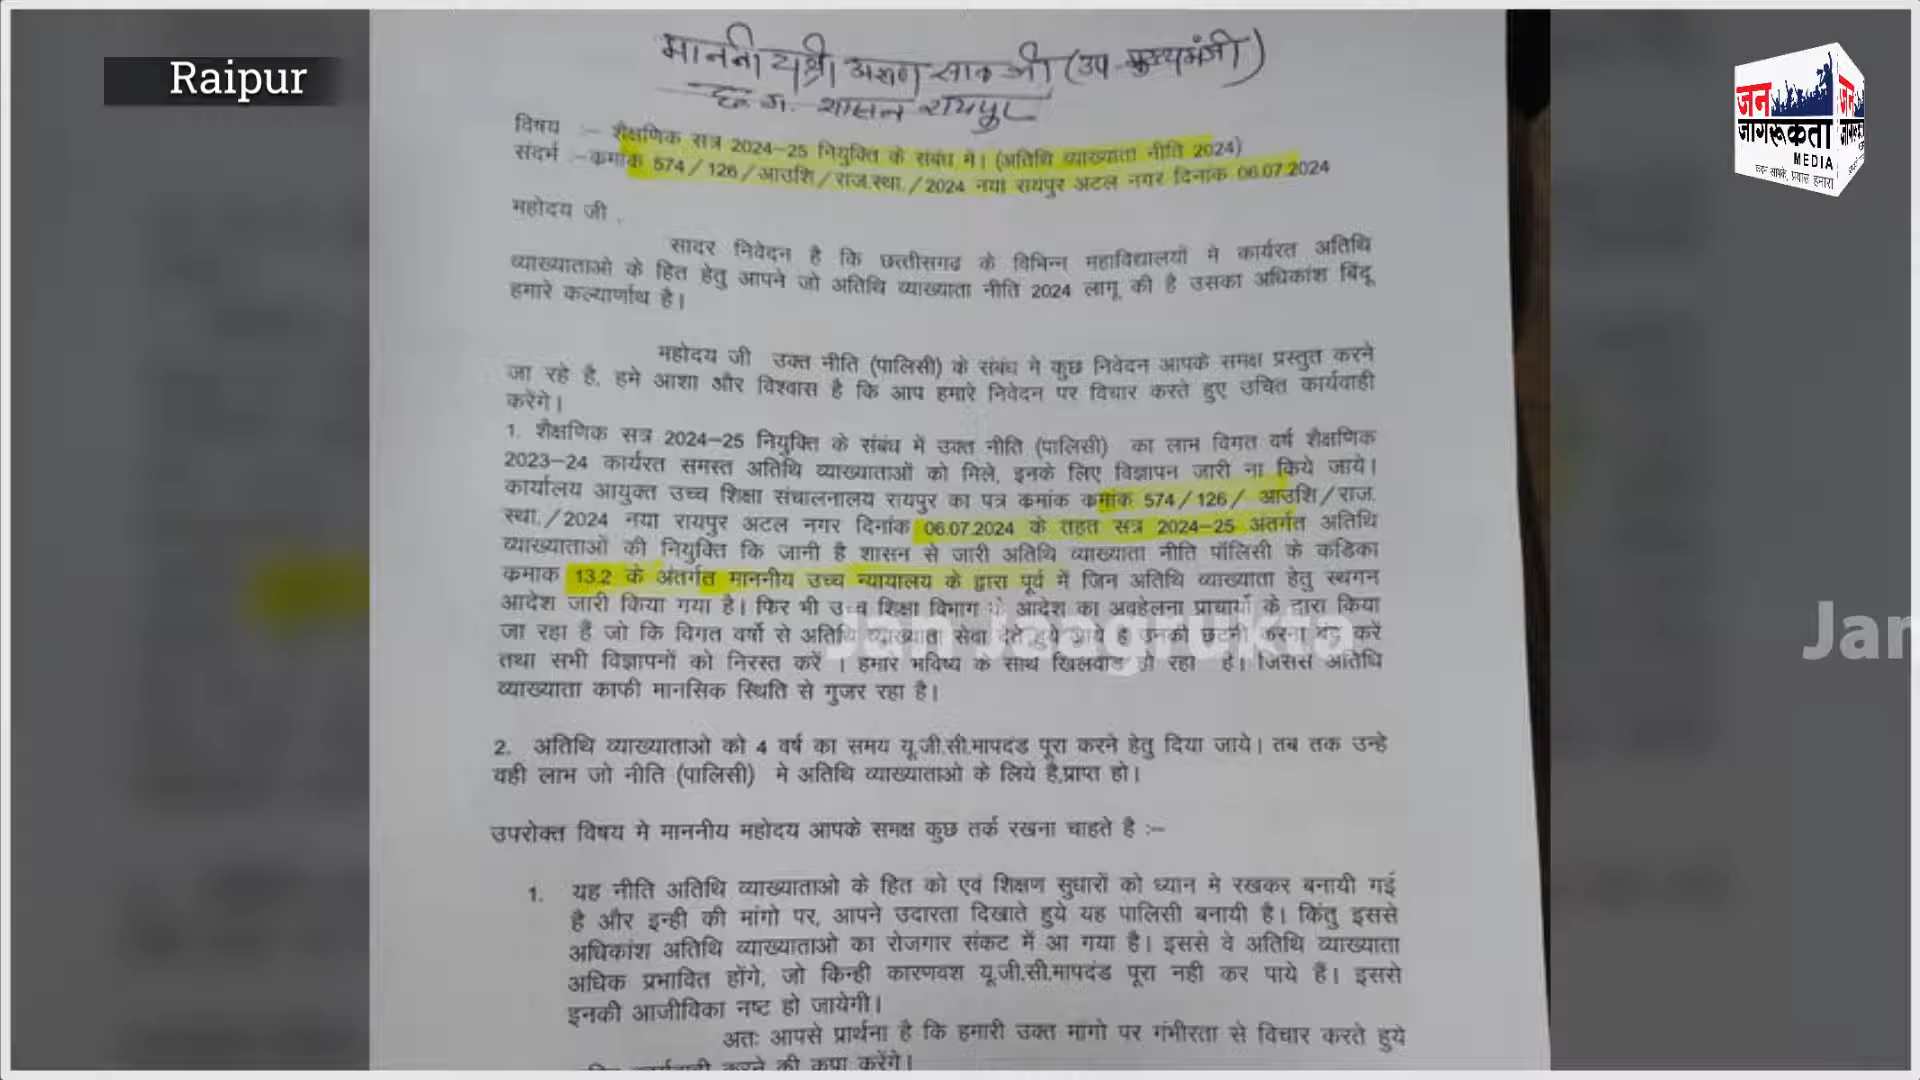 Raipur
जन
जागरूकता
MEDIA
माननीय श्री अरुण साव जी (उप मुख्यमंत्री)
छ.ग. शासन रायपुर
विषय :- शैक्षणिक सत्र 2024-25 नियुक्ति के संबंध मे। (अतिथि व्याख्याता नीति 2024)
संदर्भ :-कमांक 574/126/आउशि/राज.स्था./2024 नया रायपुर अटल नगर दिनांक 06.07.2024
महोदय जी ,
सादर निवेदन है कि छत्तीसगढ के विभिन्न महाविद्यालयों मे कार्यरत अतिथि
व्याख्याताओ के हित हेतु आपने जो अतिथि व्याख्याता नीति 2024 लागू की है उसका अधिकांश बिंदू
हमारे कल्यार्णाथ है।
महोदय जी उक्त नीति (पालिसी) के संबंध मे कुछ निवेदन आपके समक्ष प्रस्तुत करने
जा रहे है, हमे आशा और विश्वास है कि आप हमारे निवेदन पर विचार करते हुए उचित कार्यवाही
करेंगे।
1. शैक्षणिक सत्र 2024-25 नियुक्ति के संबंध में उक्त नीति (पालिसी) का लाभ विगत वर्ष शैक्षणिक
2023-24 कार्यरत समस्त अतिथि व्याख्याताओं को मिले, इनके लिए विज्ञापन जारी ना किये जाये।
कार्यालय आयुक्त उच्च शिक्षा संचालनालय रायपुर का पत्र कमांक कमांक 574/126/ आउशि/राज.
स्था./2024 नया रायपुर अटल नगर दिनांक 06.07.2024 के तहत सत्र 2024-25 अंतर्गत अतिथि
व्याख्याताओं की नियुक्ति कि जानी है शासन से जारी अतिथि व्याख्याता नीति पॉलिसी के कंडिका
कमाक 13.2 के अंतर्गत माननीय उच्च न्यायालय के द्वारा पूर्व में जिन अतिथि व्याख्याता हेतु स्थगन
आदेश जारी किया गया है। फिर भी उच्च शिक्षा विभाग के आदेश का अवहेलना प्राचार्यो के द्वारा किया
जा रहा है जो कि विगत वर्षो से अतिथि व्याख्याता सेवा देते हुये आये है उनकी छटनी करना बंद करें
तथा सभी विज्ञापनों को निरस्त करें । हमारे भविष्य के साथ खिलवाड हो रहा है। जिससे अतिथि
व्याख्याता काफी मानसिक स्थिति से गुजर रहा है।
Jan Jaagrukta
Jan
2. अतिथि व्याख्याताओ को 4 वर्ष का समय यू.जी.सी.मापदंड पूरा करने हेतु दिया जाये। तब तक उन्हे
वही लाभ जो नीति (पालिसी) मे अतिथि व्याख्याताओ के लिये है,प्राप्त हो।
उपरोक्त विषय मे माननीय महोदय आपके समक्ष कुछ तर्क रखना चाहते है :-
1. यह नीति अतिथि व्याख्याताओ के हित को एवं शिक्षण सुधारों को ध्यान मे रखकर बनायी गई
है और इन्ही की मांगो पर, आपने उदारता दिखाते हुये यह पालिसी बनायी है। किंतु इससे
अधिकांश अतिथि व्याख्याताओ का रोजगार संकट में आ गया है। इससे वे अतिथि व्याख्याता
अधिक प्रभावित होंगे, जो किन्ही कारणवश यू.जी.सी.मापदंड पूरा नही कर पाये हैं। इससे
इनकी आजीविका नष्ट हो जायेगी।
अतः आपसे प्रार्थना है कि हमारी उक्त मांगो पर गंभीरता से विचार करते हुये
करने की कृपा करेंगे।